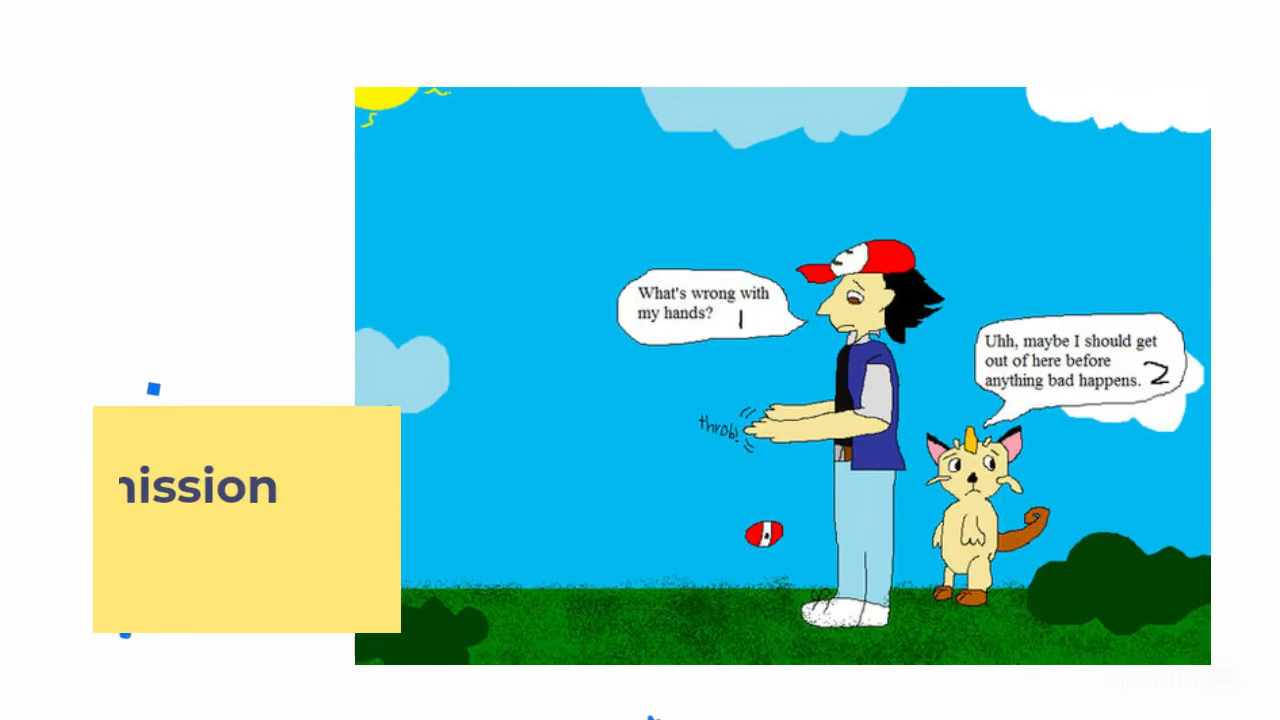 What's wrong with
my hands? 1
Uhh, maybe I should get
out of here before
anything bad happens. 2
throb!
nission